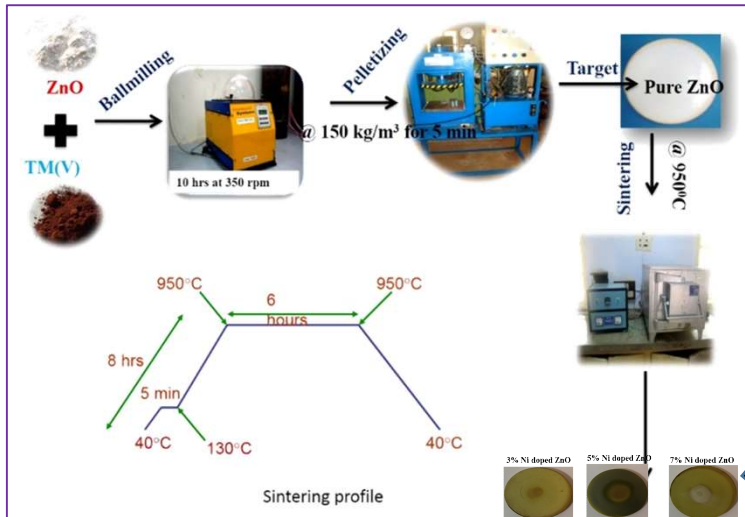 ZnO
TM(V)
Ballmilling
10 hrs at 350 rpm
Pelletizing
@ 150 kg/m³ for 5 min
Target
Pure ZnO
Sintering
@ 950⁰C
950°C
6
hours
950°C
8 hrs
5 min
40°C
130°C
40°C
Sintering profile
3% Ni doped ZnO
5% Ni doped ZnO
7% Ni doped ZnO